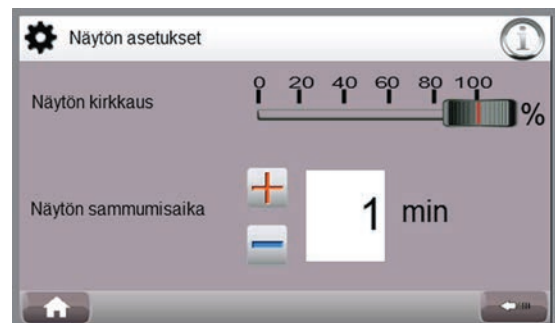 Näytön asetukset
0 20 40 60 80 100
Näytön kirkkaus
%
Näytön sammumisaika
1 min